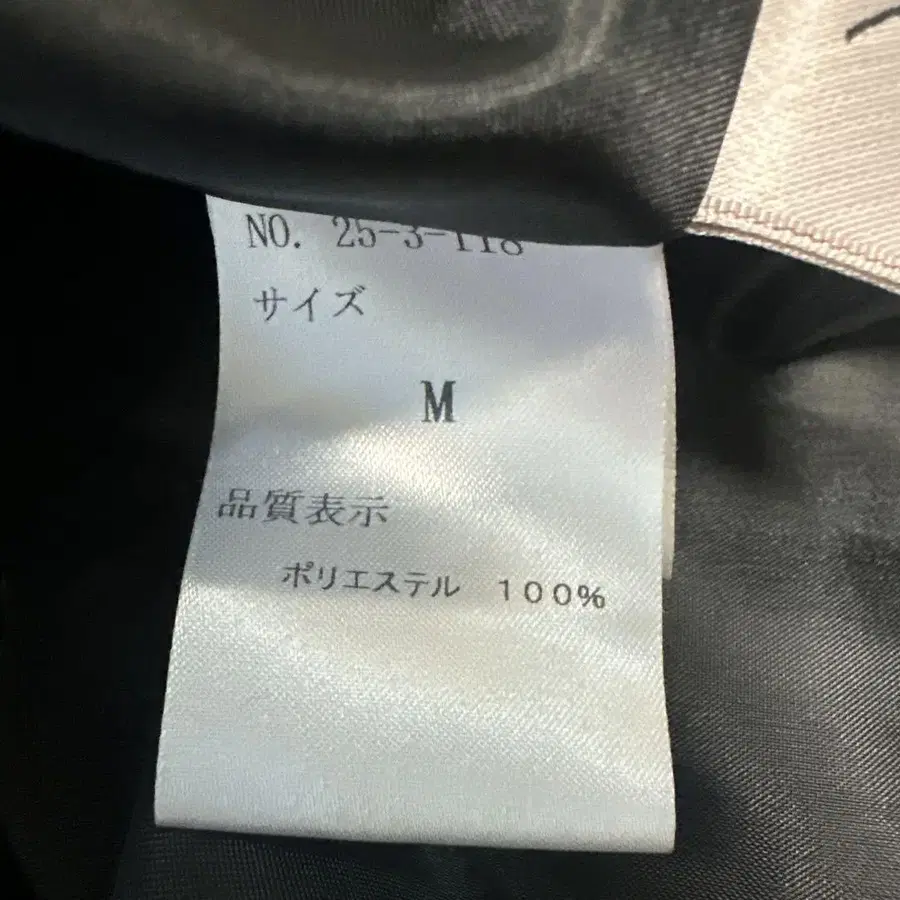 NO. 25-3-118
サイズ
M
品質表示
ポリエステル 100%